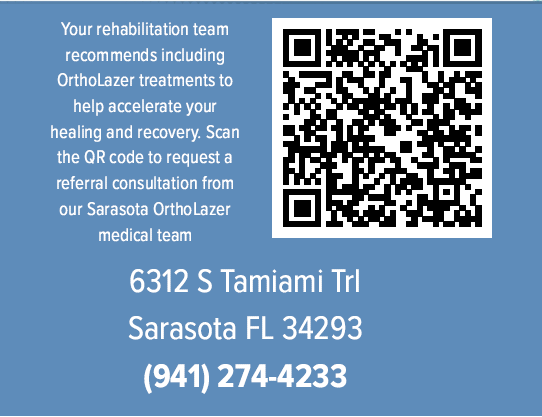 Your rehabilitation team
recommends including
OrthoLazer treatments to
help accelerate your
healing and recovery. Scan
the QR code to request a
referral consultation from
our Sarasota OrthoLazer
medical team
6312 S Tamiami Trl
Sarasota FL 34293
(941) 274-4233